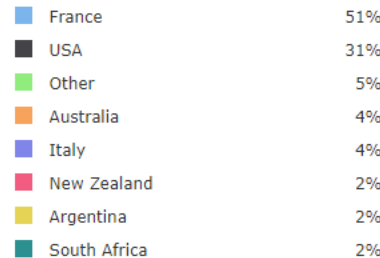 France 51%
USA 31%
Other 5%
Australia 4%
Italy 4%
New Zealand 2%
Argentina 2%
South Africa 2%